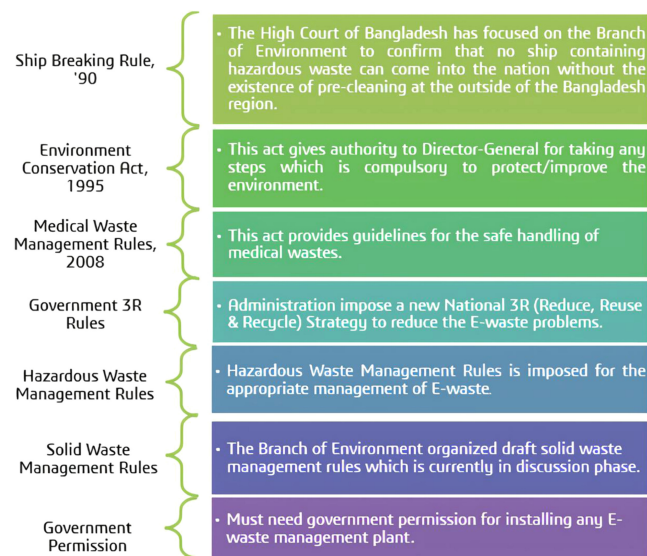 Ship Breaking Rule,
'90
• The High Court of Bangladesh has focused on the Branch
of Environment to confirm that no ship containing
hazardous waste can come into the nation without the
existence of pre-cleaning at the outside of the Bangladesh
region.
Environment
Conservation Act,
1995
• This act gives authority to Director-General for taking any
steps which is compulsory to protect/improve the
environment.
Medical Waste
Management Rules,
2008
• This act provides guidelines for the safe handling of
medical wastes.
Government 3R
Rules
• Administration impose a new National 3R (Reduce, Reuse
& Recycle) Strategy to reduce the E-waste problems.
Hazardous Waste
Management Rules
• Hazardous Waste Management Rules is imposed for the
appropriate management of E-waste.
Solid Waste
Management Rules
• The Branch of Environment organized draft solid waste
management rules which is currently in discussion phase.
Government
Permission
• Must need government permission for installing any E-
waste management plant.